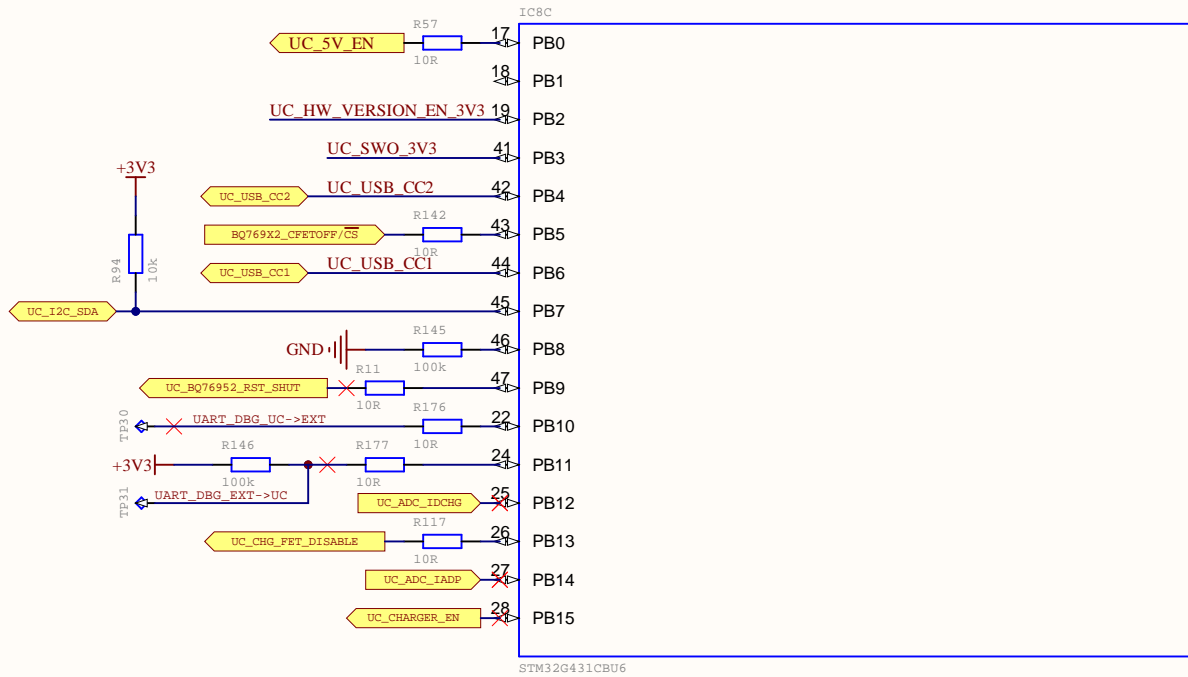 IC8C
R57
UC_5V_EN
10R
17
PB0
18
PB1
UC_HW_VERSION_EN_3V3
19
PB2
UC_SWO_3V3
41
PB3
+3V3
UC_USB_CC2
UC_USB_CC2
42
PB4
R142
BQ769X2_CFETOFF/CS
10R
43
PB5
R94
10k
UC_USB_CC1
UC_USB_CC1
44
PB6
UC_I2C_SDA
45
PB7
R145
GND
100k
46
PB8
R11
UC_BQ76952_RST_SHUT
10R
47
PB9
TP30
UART_DBG_UC->EXT
R176
10R
22
PB10
R146
R177
+3V3
100k
10R
24
PB11
TP31
UART_DBG_EXT->UC
UC_ADC_IDCHG
25
PB12
R117
UC_CHG_FET_DISABLE
10R
26
PB13
UC_ADC_IADP
27
PB14
UC_CHARGER_EN
28
PB15
STM32G431CBU6